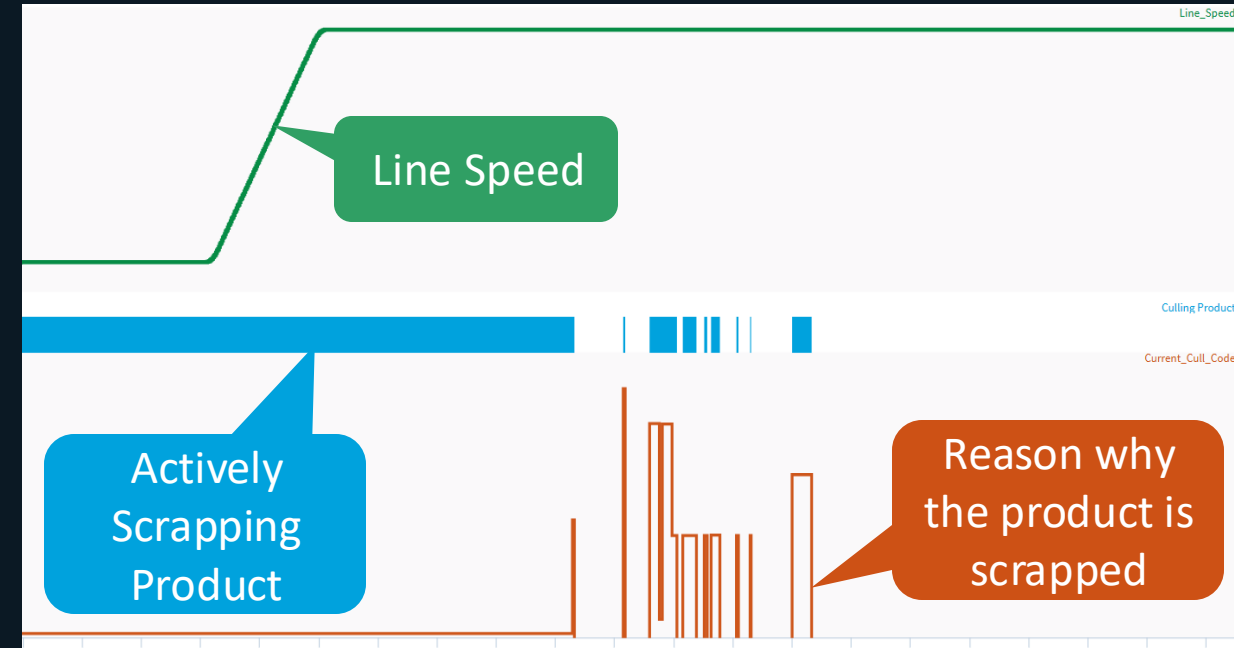 Line_Speed
Line Speed
Culling Product
Current_Cull_Code
Actively
Scrapping
Product
Reason why
the product is
scrapped